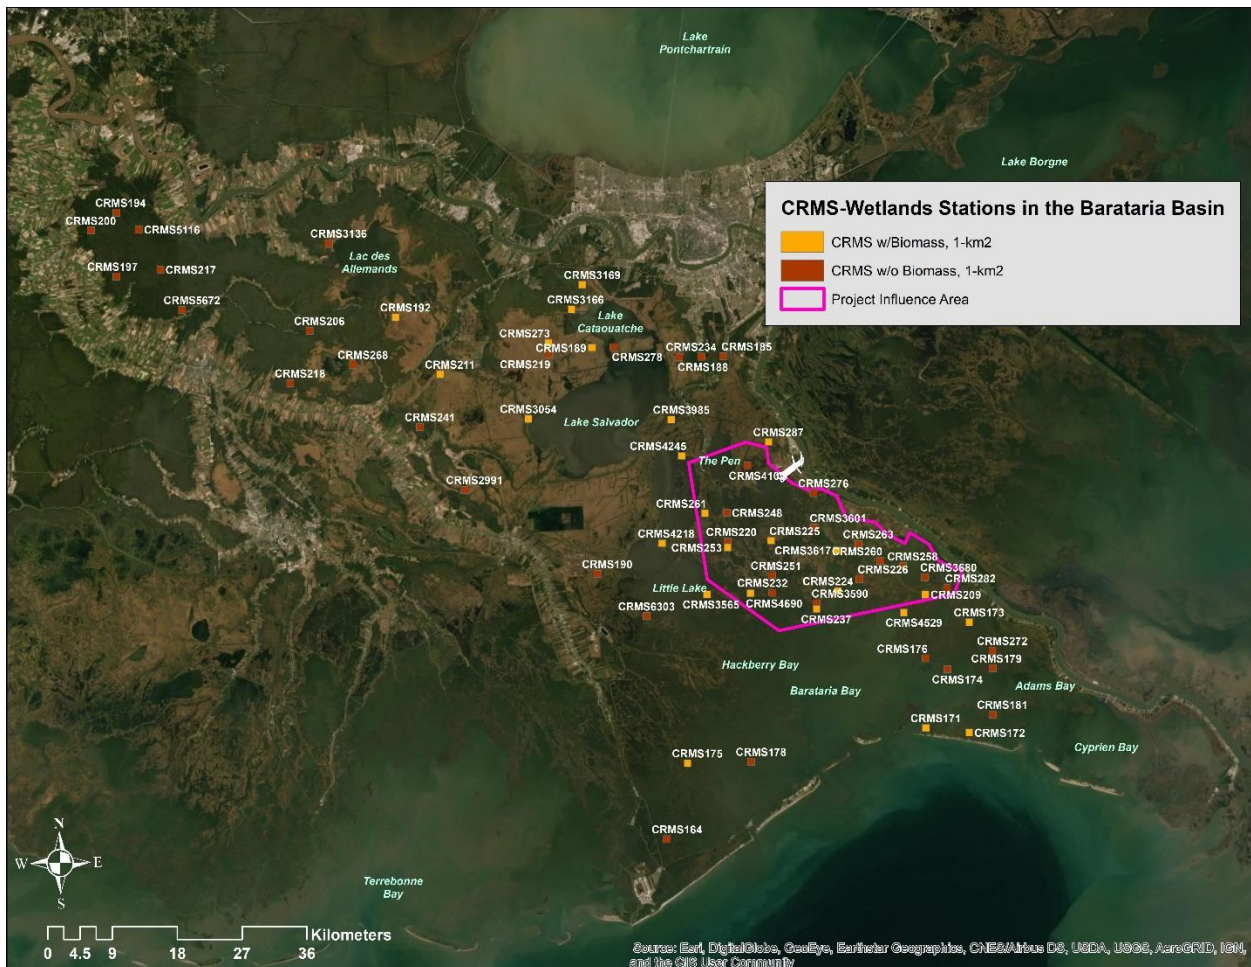 Lake
Pontchartrain
Lake Borgne
CRMS-Wetlands Stations in the Barataria Basin
CRMS w/Biomass, 1-km2
CRMS w/o Biomass, 1-km2
Project Influence Area
CRMS194
CRMS200
CRMS5116
CRMS3136
Lac des
Allemands
CRMS197
CRMS217
CRMS3169
CRMS5672
CRMS192
CRMS3166
Lake
Cataouatche
CRMS206
CRMS273
CRMS189
CRMS278
CRMS234
CRMS185
CRMS268
CRMS211
CRMS219
CRMS188
CRMS218
CRMS241
CRMS3054
Lake Salvador
CRMS3985
CRMS287
CRMS4245
The Pen
CRMS4103
CRMS2991
CRMS276
CRMS261
CRMS248
CRMS3601
CRMS4218
CRMS220
CRMS225
CRMS263
CRMS253
CRMS3617
CRMS260
CRMS258
CRMS190
CRMS251
CRMS226
CRMS3680
CRMS282
Little Lake
CRMS232
CRMS224
CRMS3565
CRMS4690
CRMS3590
CRMS209
CRMS6303
CRMS237
CRMS4529
CRMS173
CRMS176
CRMS272
Hackberry Bay
CRMS179
CRMS174
Barataria Bay
Adams Bay
CRMS181
CRMS171
CRMS172
Cyprien Bay
CRMS175
CRMS178
CRMS164
N
W
E
S
Terrebonne
Bay
Kilometers
0 4.5 9 18 27 36
Source: Esri, DigitalGlobe, GeoEye, Earthstar Geographics, CNES/Airbus DS, USDA, USGS, AeroGRID, IGN,
and the GIS User Community